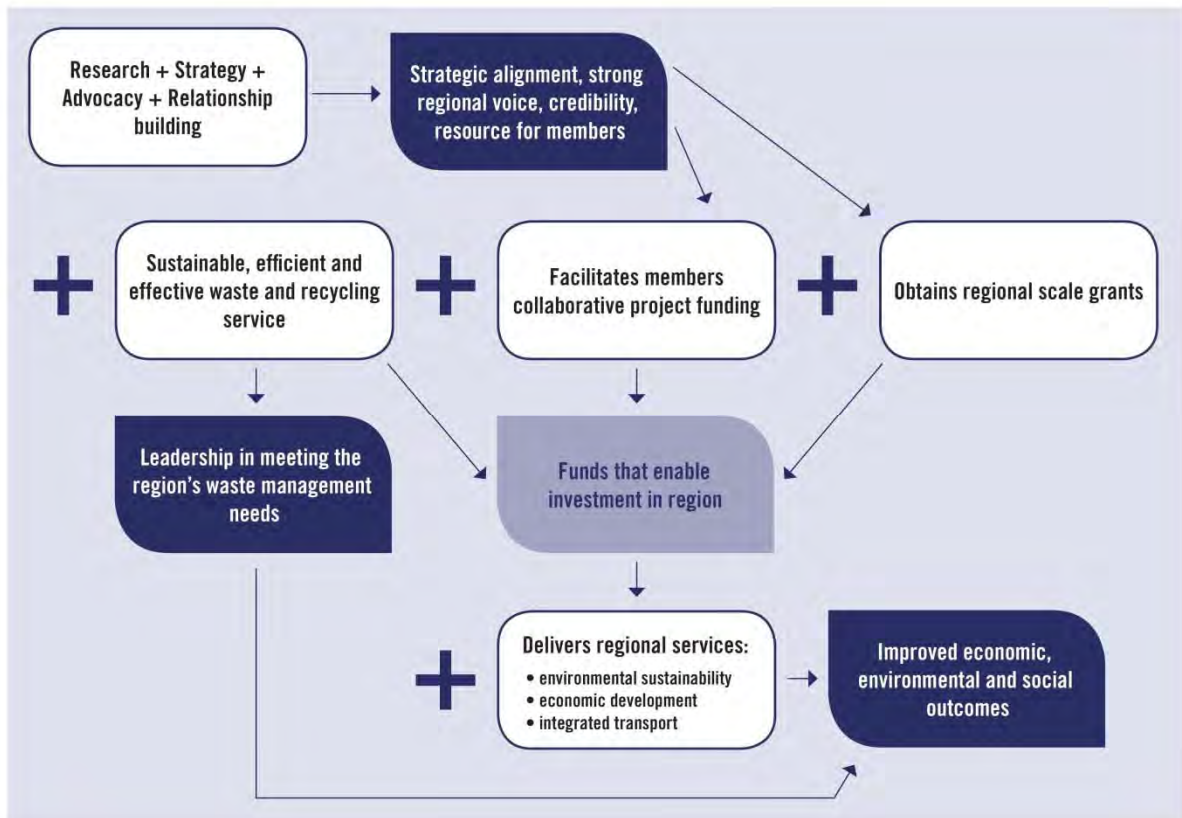 Research + Strategy +
Advocacy + Relationship
building
Strategic alignment, strong
regional voice, credibility,
resource for members
+
Sustainable, efficient and
effective waste and recycling
service
+
Facilitates members
collaborative project funding
+
Obtains regional scale grants
Leadership in meeting the
region’s waste management
needs
Funds that enable
investment in region
+
Delivers regional services:
• environmental sustainability
• economic development
• integrated transport
Improved economic,
environmental and social
outcomes